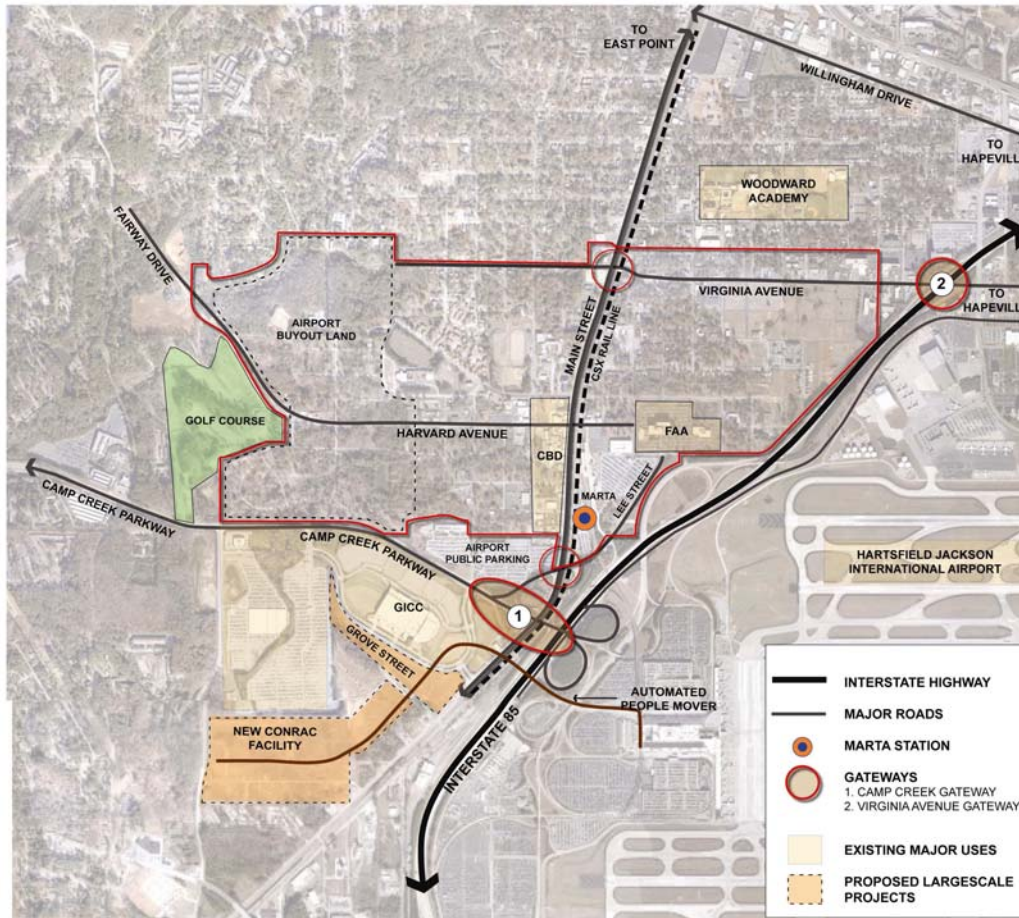 TO
EAST POINT
WILLINGHAM DRIVE
TO
HAPEVILL
WOODWARD
ACADEMY
FAIRWAY DRIVE
2
VIRGINIA AVENUE
TO
HAPEVILL
AIRPORT
BUYOUT LAND
MAIN STREET
CSX RAIL LINE
GOLF COURSE
HARVARD AVENUE
CBD
FAA
CAMP CREEK PARKWAY
MARTA
LEE STREET
CAMP CREEK PARKWAY
AIRPORT
PUBLIC PARKING
HARTSFIELD JACKSON
INTERNATIONAL AIRPORT
GICC
1
GROVE STREET
AUTOMATED
PEOPLE MOVER
NEW CONRAC
FACILITY
INTERSTATE 85
INTERSTATE HIGHWAY
MAJOR ROADS
MARTA STATION
GATEWAYS
1. CAMP CREEK GATEWAY
2. VIRGINIA AVENUE GATEWAY
EXISTING MAJOR USES
PROPOSED LARGESCALE
PROJECTS